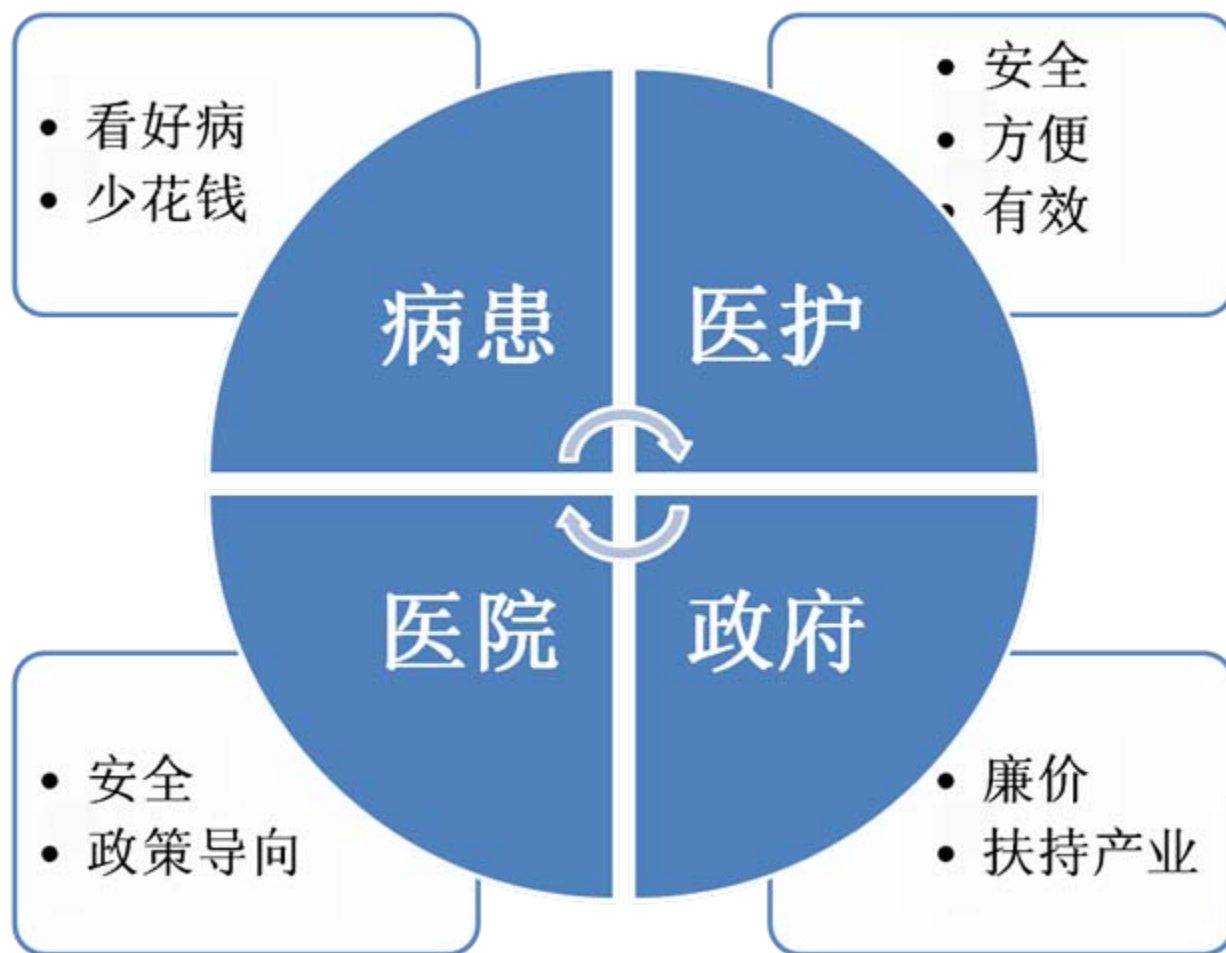 • 看好病
• 少花钱
• 安全
• 方便
• 有效
病患
医护
医院
政府
• 安全
• 政策导向
• 廉价
• 扶持产业